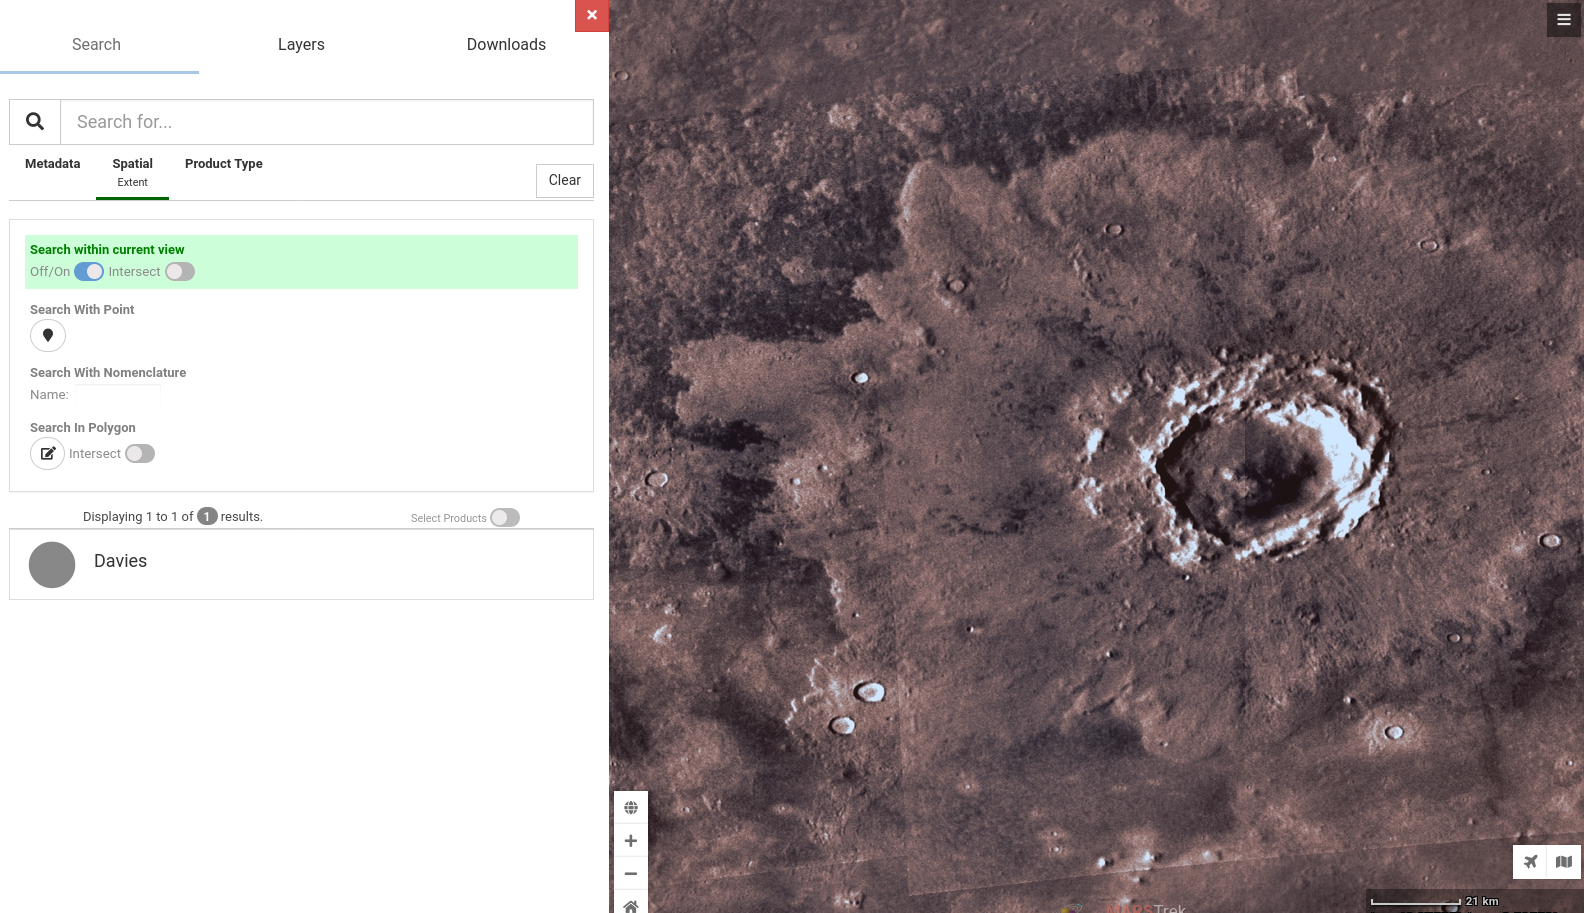 Search
Layers
Downloads
Search for...
Metadata
Spatial
Product Type
Extent
Clear
Search within current view
Off/On
Intersect
Search With Point
Search With Nomenclature
Name:
Search In Polygon
Intersect
Displaying 1 to 1 of 1 results.
Select Products
Davies
MARSTrek
21 km